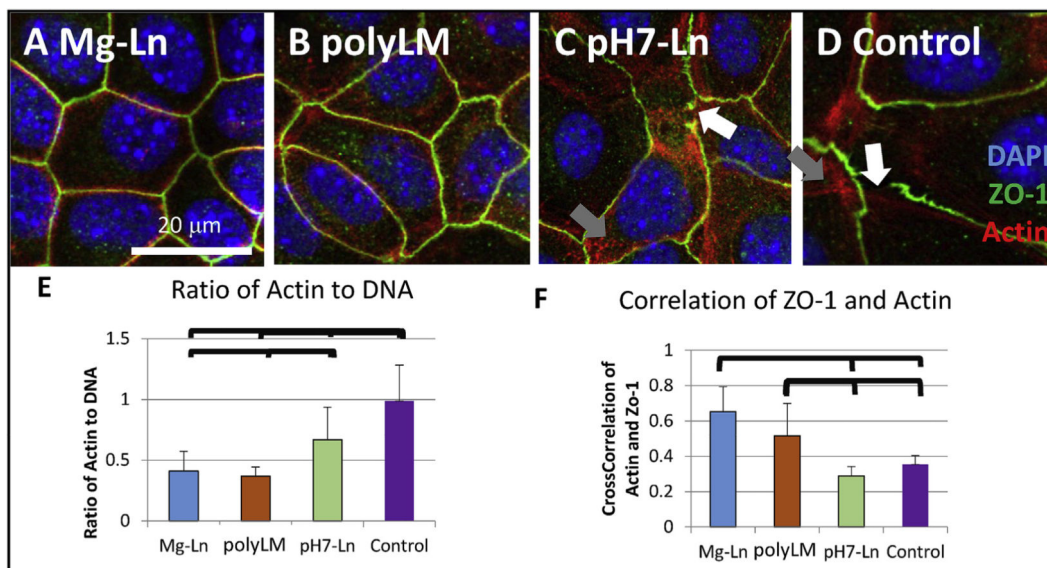 A Mg-Ln
B polyLM
C pH7-Ln
D Control
20 μm
DAPI
ZO-1
Actin
E
Ratio of Actin to DNA
1.5
1
0.5
0
Ratio of Actin to DNA
Mg-Ln polyLM pH7-Ln Control
F
Correlation of ZO-1 and Actin
1
0.8
0.6
0.4
0.2
0
CrossCorrelation of
Actin and Zo-1
Mg-Ln polyLM pH7-Ln Control